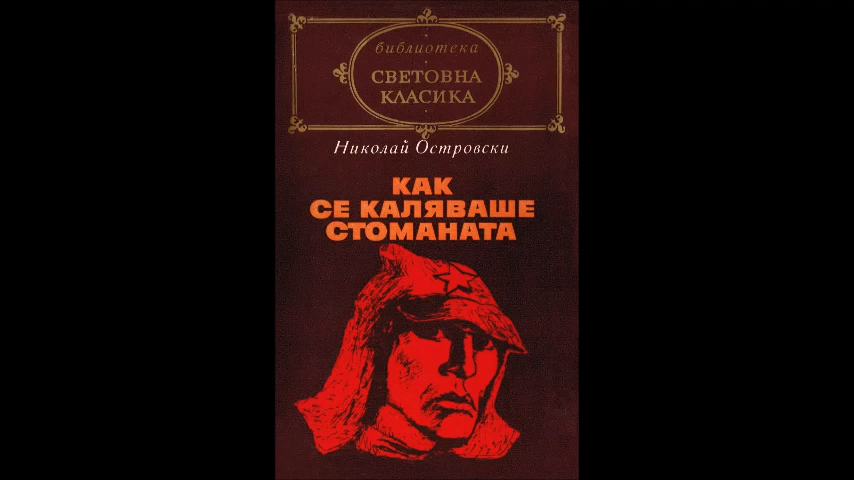 библиотека
СВЕТОВНА
КЛАСИКА
Николай Островски
КАК
СЕ КАЛЯВАШЕ
СТОМАНАТА